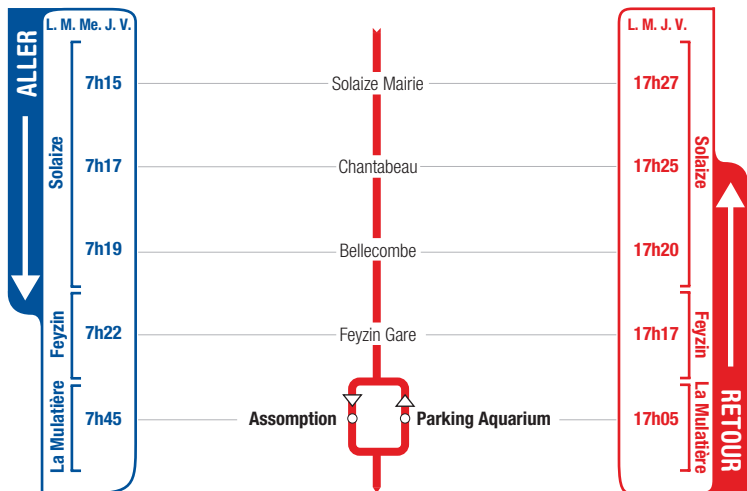 ALLER
L. M. Me. J. V.
L. M. J. V.
Solaize
7h15
Solaize Mairie
17h27
Solaize
7h17
Chantabeau
17h25
7h19
Bellecombe
17h20
Feyzin
7h22
Feyzin Gare
17h17
Feyzin
La Mulatière
7h45
Assomption
Parking Aquarium
17h05
La Mulatière
RETOUR